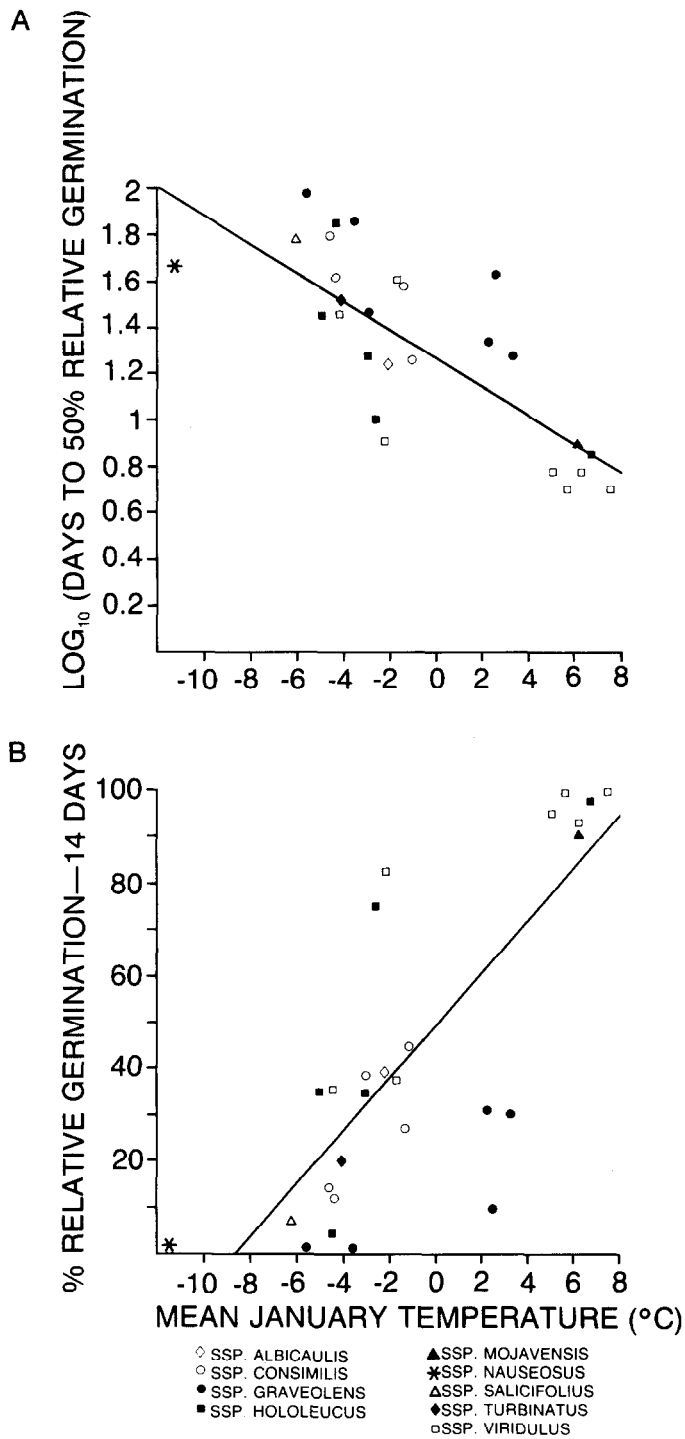 A
LOG10 (DAYS TO 50% RELATIVE GERMINATION)
2
1.8
1.6
1.4
1.2
1
0.8
0.6
0.4
0.2
-10 -8 -6 -4 -2 0 2 4 6 8
B
% RELATIVE GERMINATION—14 DAYS
100
80
60
40
20
-10 -8 -6 -4 -2 0 2 4 6 8
MEAN JANUARY TEMPERATURE (°C)
SSP. ALBICAULIS
SSP. CONSIMILIS
SSP. GRAVEOLENS
SSP. HOLOLEUCUS
SSP. MOJAVENSIS
SSP. NAUSEOSUS
SSP. SALICIFOLIUS
SSP. TURBINATUS
SSP. VIRIDULUS